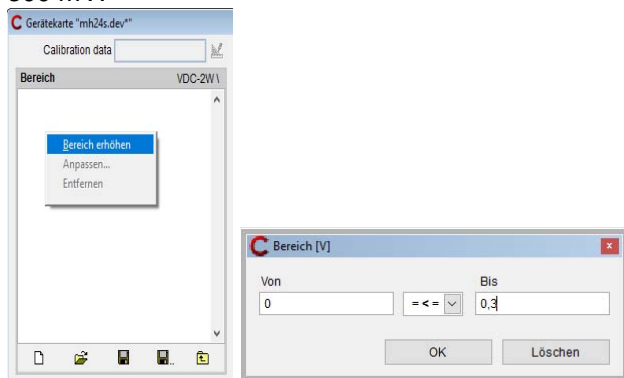 Gerätekarte "mh24s.dev*"
Calibration data
Bereich VDC-2W \
Bereich erhöhen
Anpassen...
Entfernen
Bereich [V]
x
Von Bis
0 = < = 0,3
OK Löschen